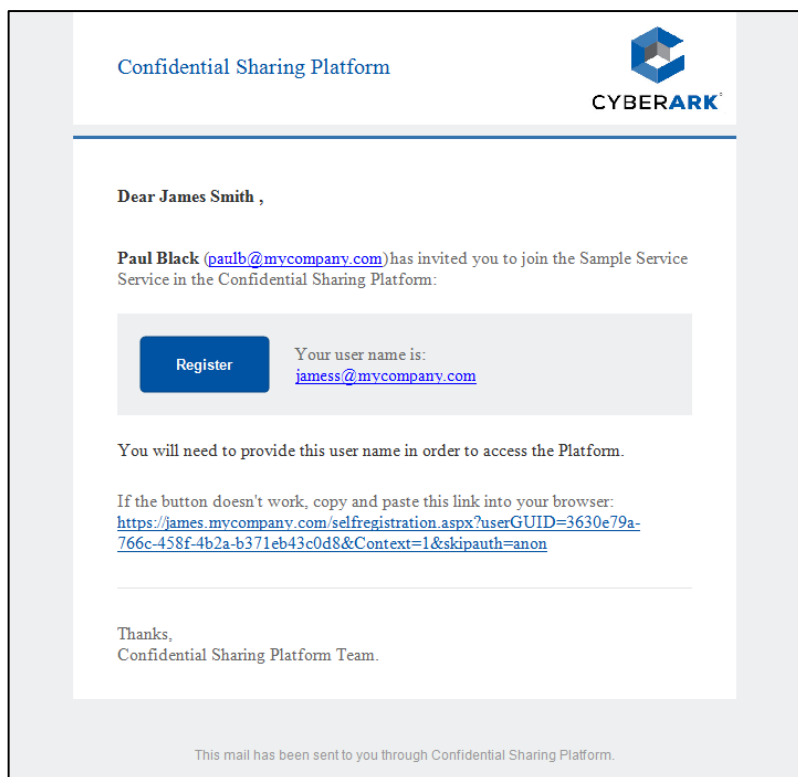 Confidential Sharing Platform
CYBERARK
Dear James Smith ,
Paul Black (paulb@mycompany.com)has invited you to join the Sample Service
Service in the Confidential Sharing Platform:
Register
Your user name is:
jamess@mycompany.com
You will need to provide this user name in order to access the Platform.
If the button doesn't work, copy and paste this link into your browser:
https://james.mycompany.com/selfregistration.aspx?userGUID=3630e79a-
766c-458f-4b2a-b371eb43c0d8&Context=1&skipauth=anon
Thanks,
Confidential Sharing Platform Team.
This mail has been sent to you through Confidential Sharing Platform.